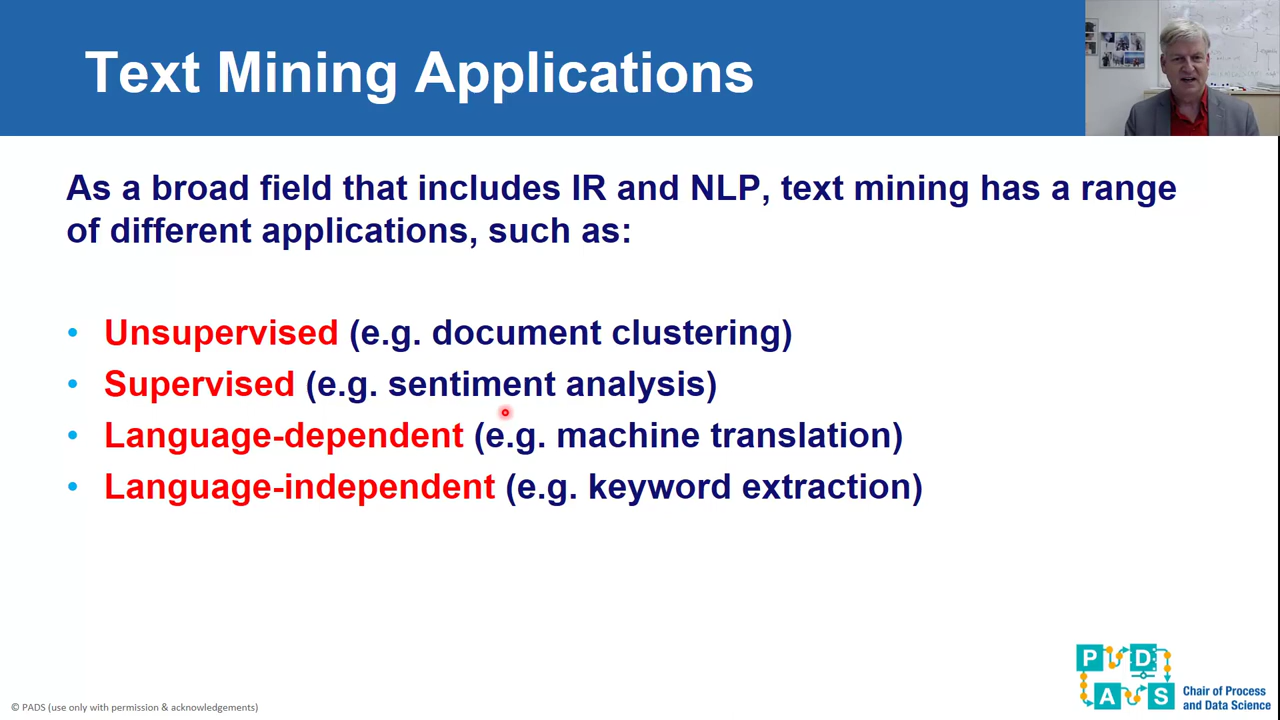 Text Mining Applications
As a broad field that includes IR and NLP, text mining has a range
of different applications, such as:
• Unsupervised (e.g. document clustering)
• Supervised (e.g. sentiment analysis)
• Language-dependent (e.g. machine translation)
• Language-independent (e.g. keyword extraction)
P D
A S
Chair of Process
and Data Science
© PADS (use only with permission & acknowledgements)